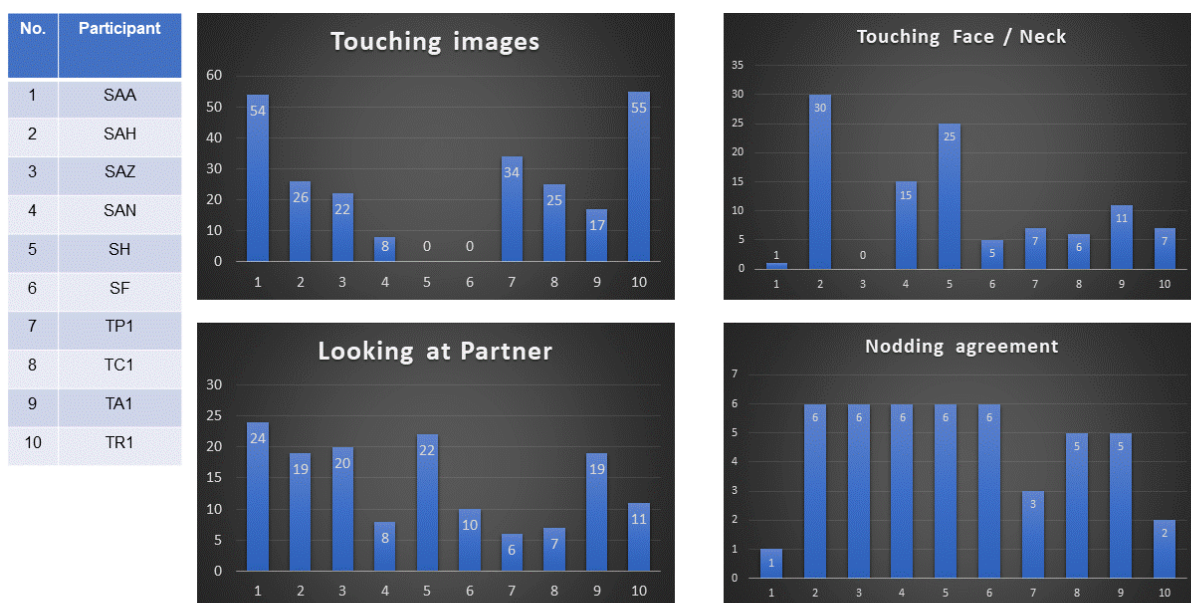 No. Participant
1 SAA
2 SAH
3 SAZ
4 SAN
5 SH
6 SF
7 TP1
8 TC1
9 TA1
10 TR1
Touching images
60
50
40
30
20
10
0
54 26 22 8 0 0 34 25 17 55
1 2 3 4 5 6 7 8 9 10
Touching Face / Neck
35
30
25
20
15
10
5
0
1 30 0 15 25 5 7 6 11 7
1 2 3 4 5 6 7 8 9 10
Looking at Partner
30
25
20
15
10
5
0
24 19 20 8 22 10 6 7 19 11
1 2 3 4 5 6 7 8 9 10
Nodding agreement
7
6
5
4
3
2
1
0
1 6 6 6 6 6 3 5 5 2
1 2 3 4 5 6 7 8 9 10